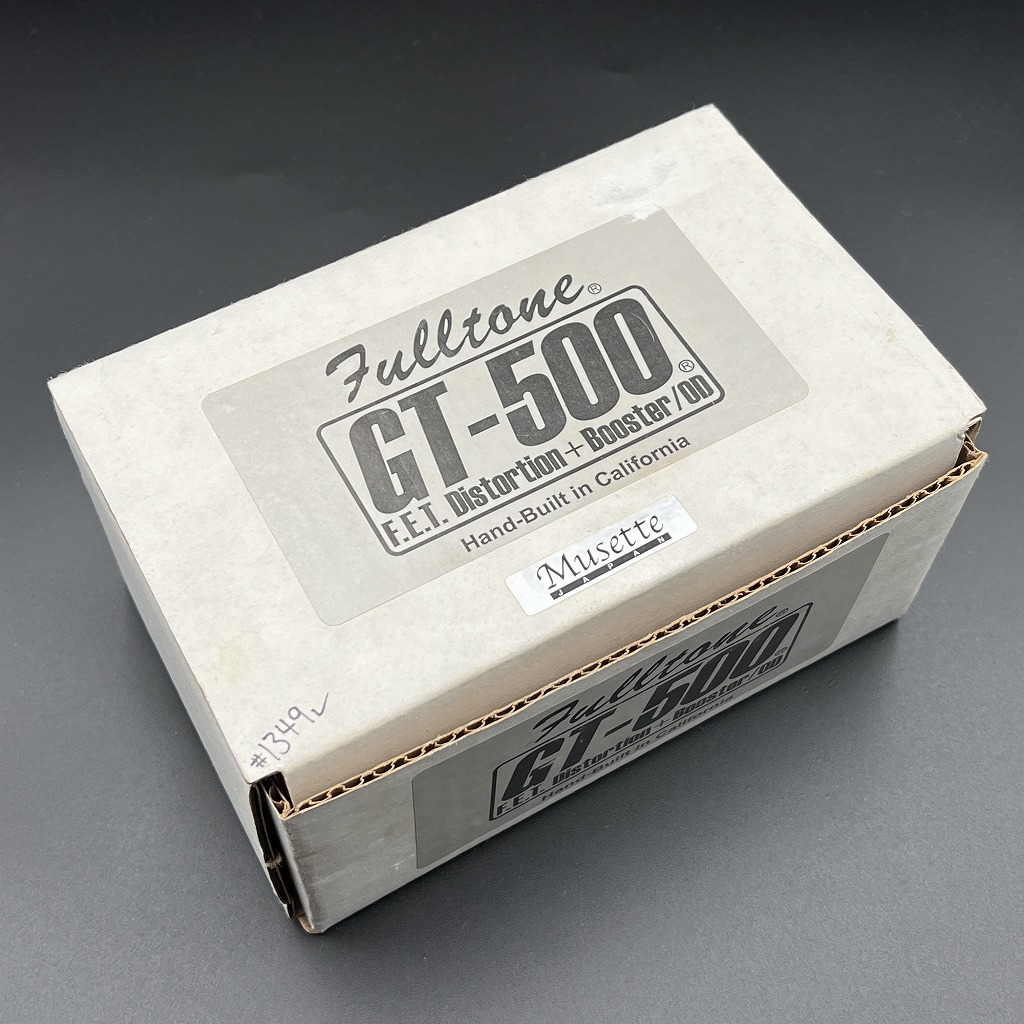 Fulltone®
GT-500®
F.E.T. Distortion + Booster/OD
Hand-Built in California
Musette
JAPAN
#1349
Fulltone®
GT-500®
F.E.T. Distortion + Booster/OD
Hand-Built in California